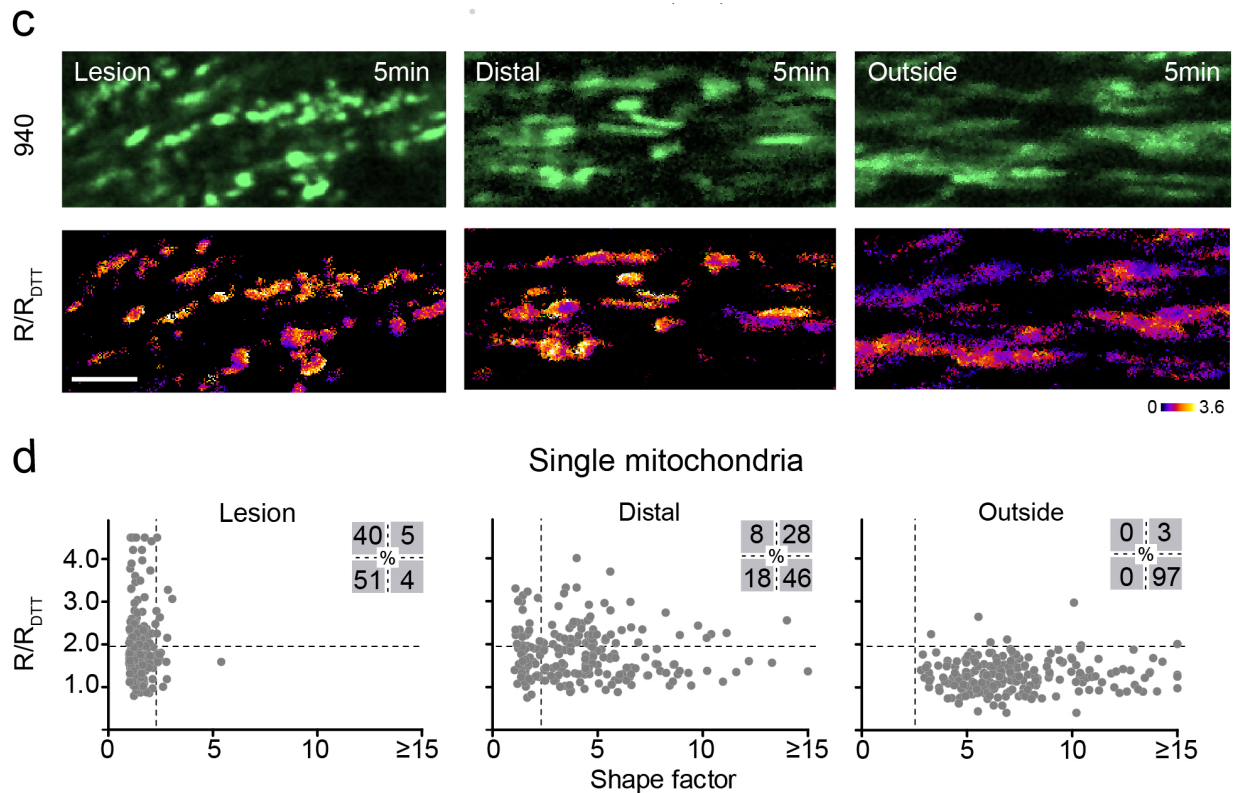 c
Lesion 5min Distal 5min Outside 5min
940
R/RDTT
0 3.6
d
Single mitochondria
Lesion Distal Outside
40 5 8 28 0 3
% % %
51 4 18 46 0 97
R/RDTT
4.0
3.0
2.0
1.0
0 5 10 ≥15 0 5 10 ≥15 0 5 10 ≥15
Shape factor